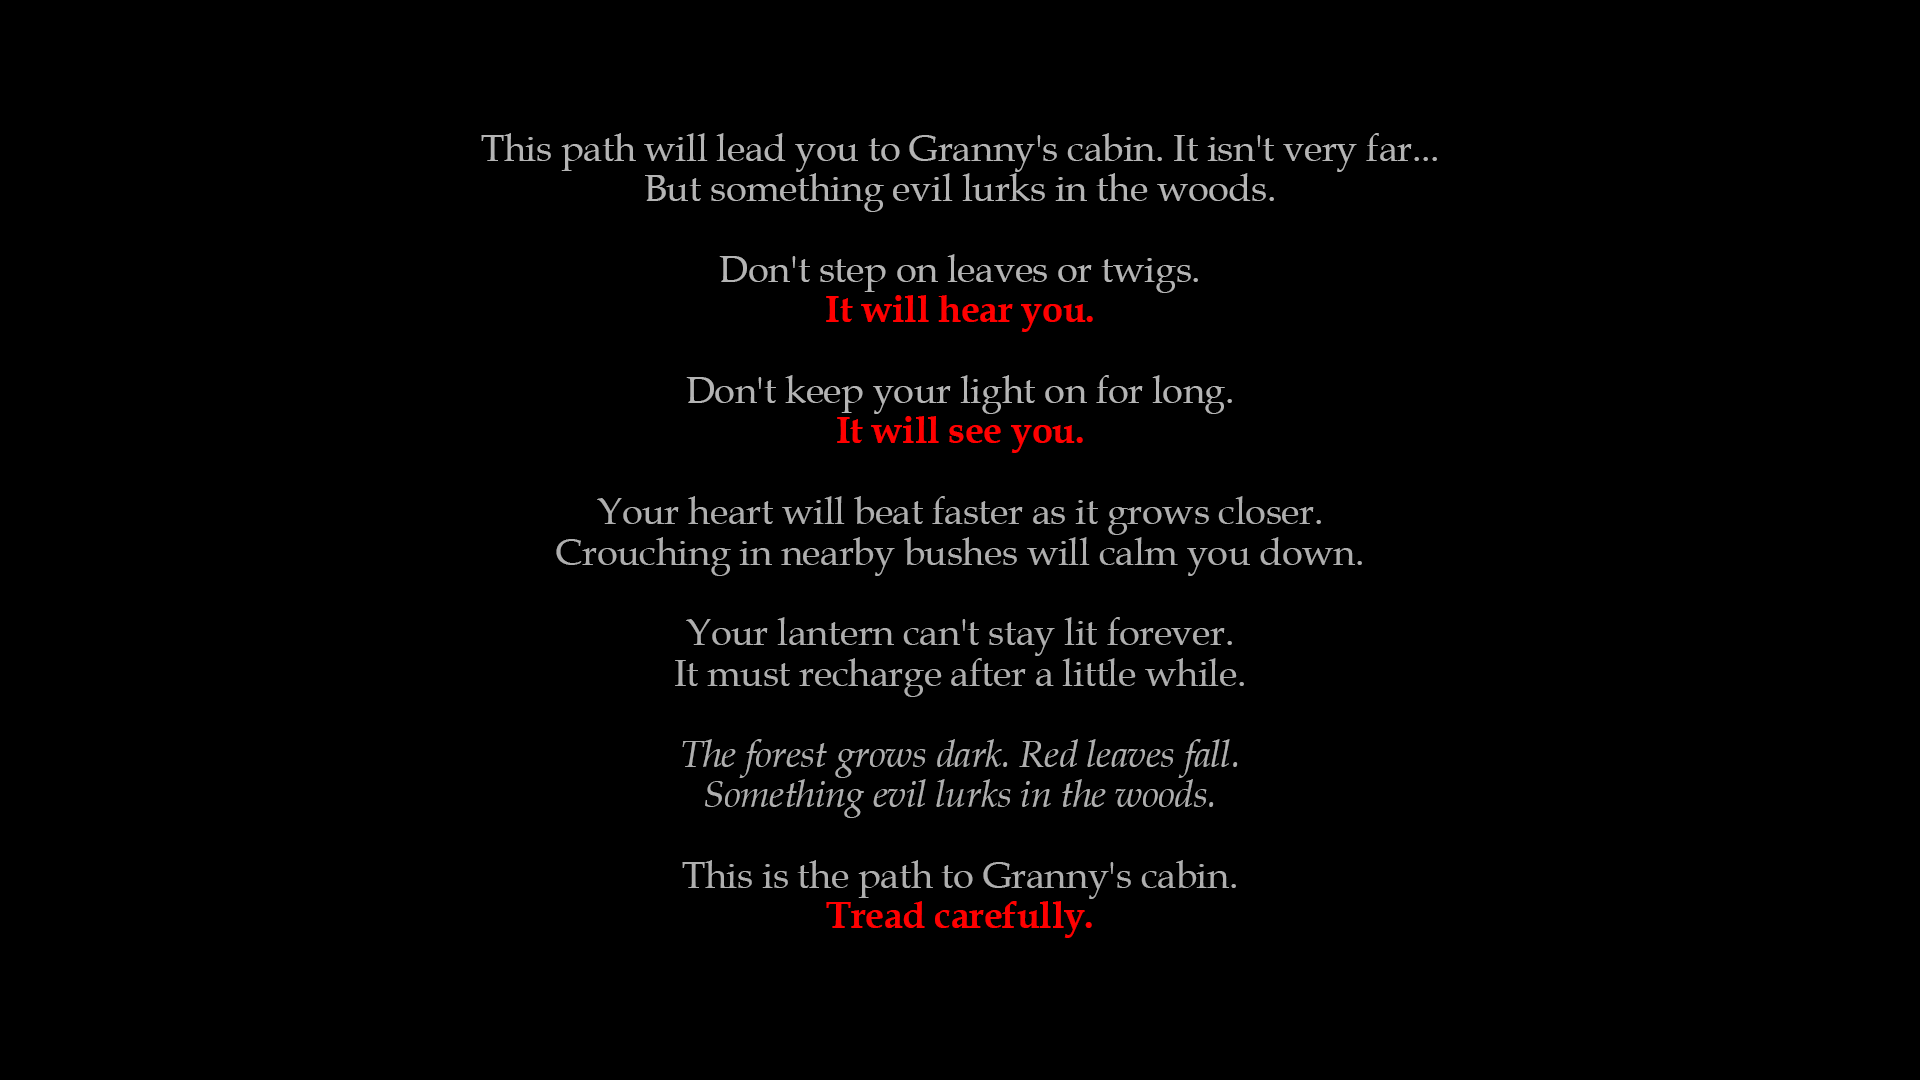 This path will lead you to Granny's cabin. It isn't very far...
But something evil lurks in the woods.
Don't step on leaves or twigs.
It will hear you.
Don't keep your light on for long.
It will see you.
Your heart will beat faster as it grows closer.
Crouching in nearby bushes will calm you down.
Your lantern can't stay lit forever.
It must recharge after a little while.
The forest grows dark. Red leaves fall.
Something evil lurks in the woods.
This is the path to Granny's cabin.
Tread carefully.